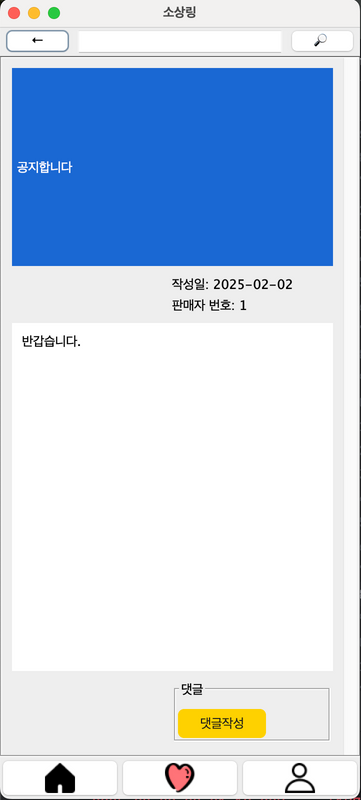 소상링
←
공지합니다
작성일: 2025-02-02
판매자 번호: 1
반갑습니다.
댓글
댓글작성